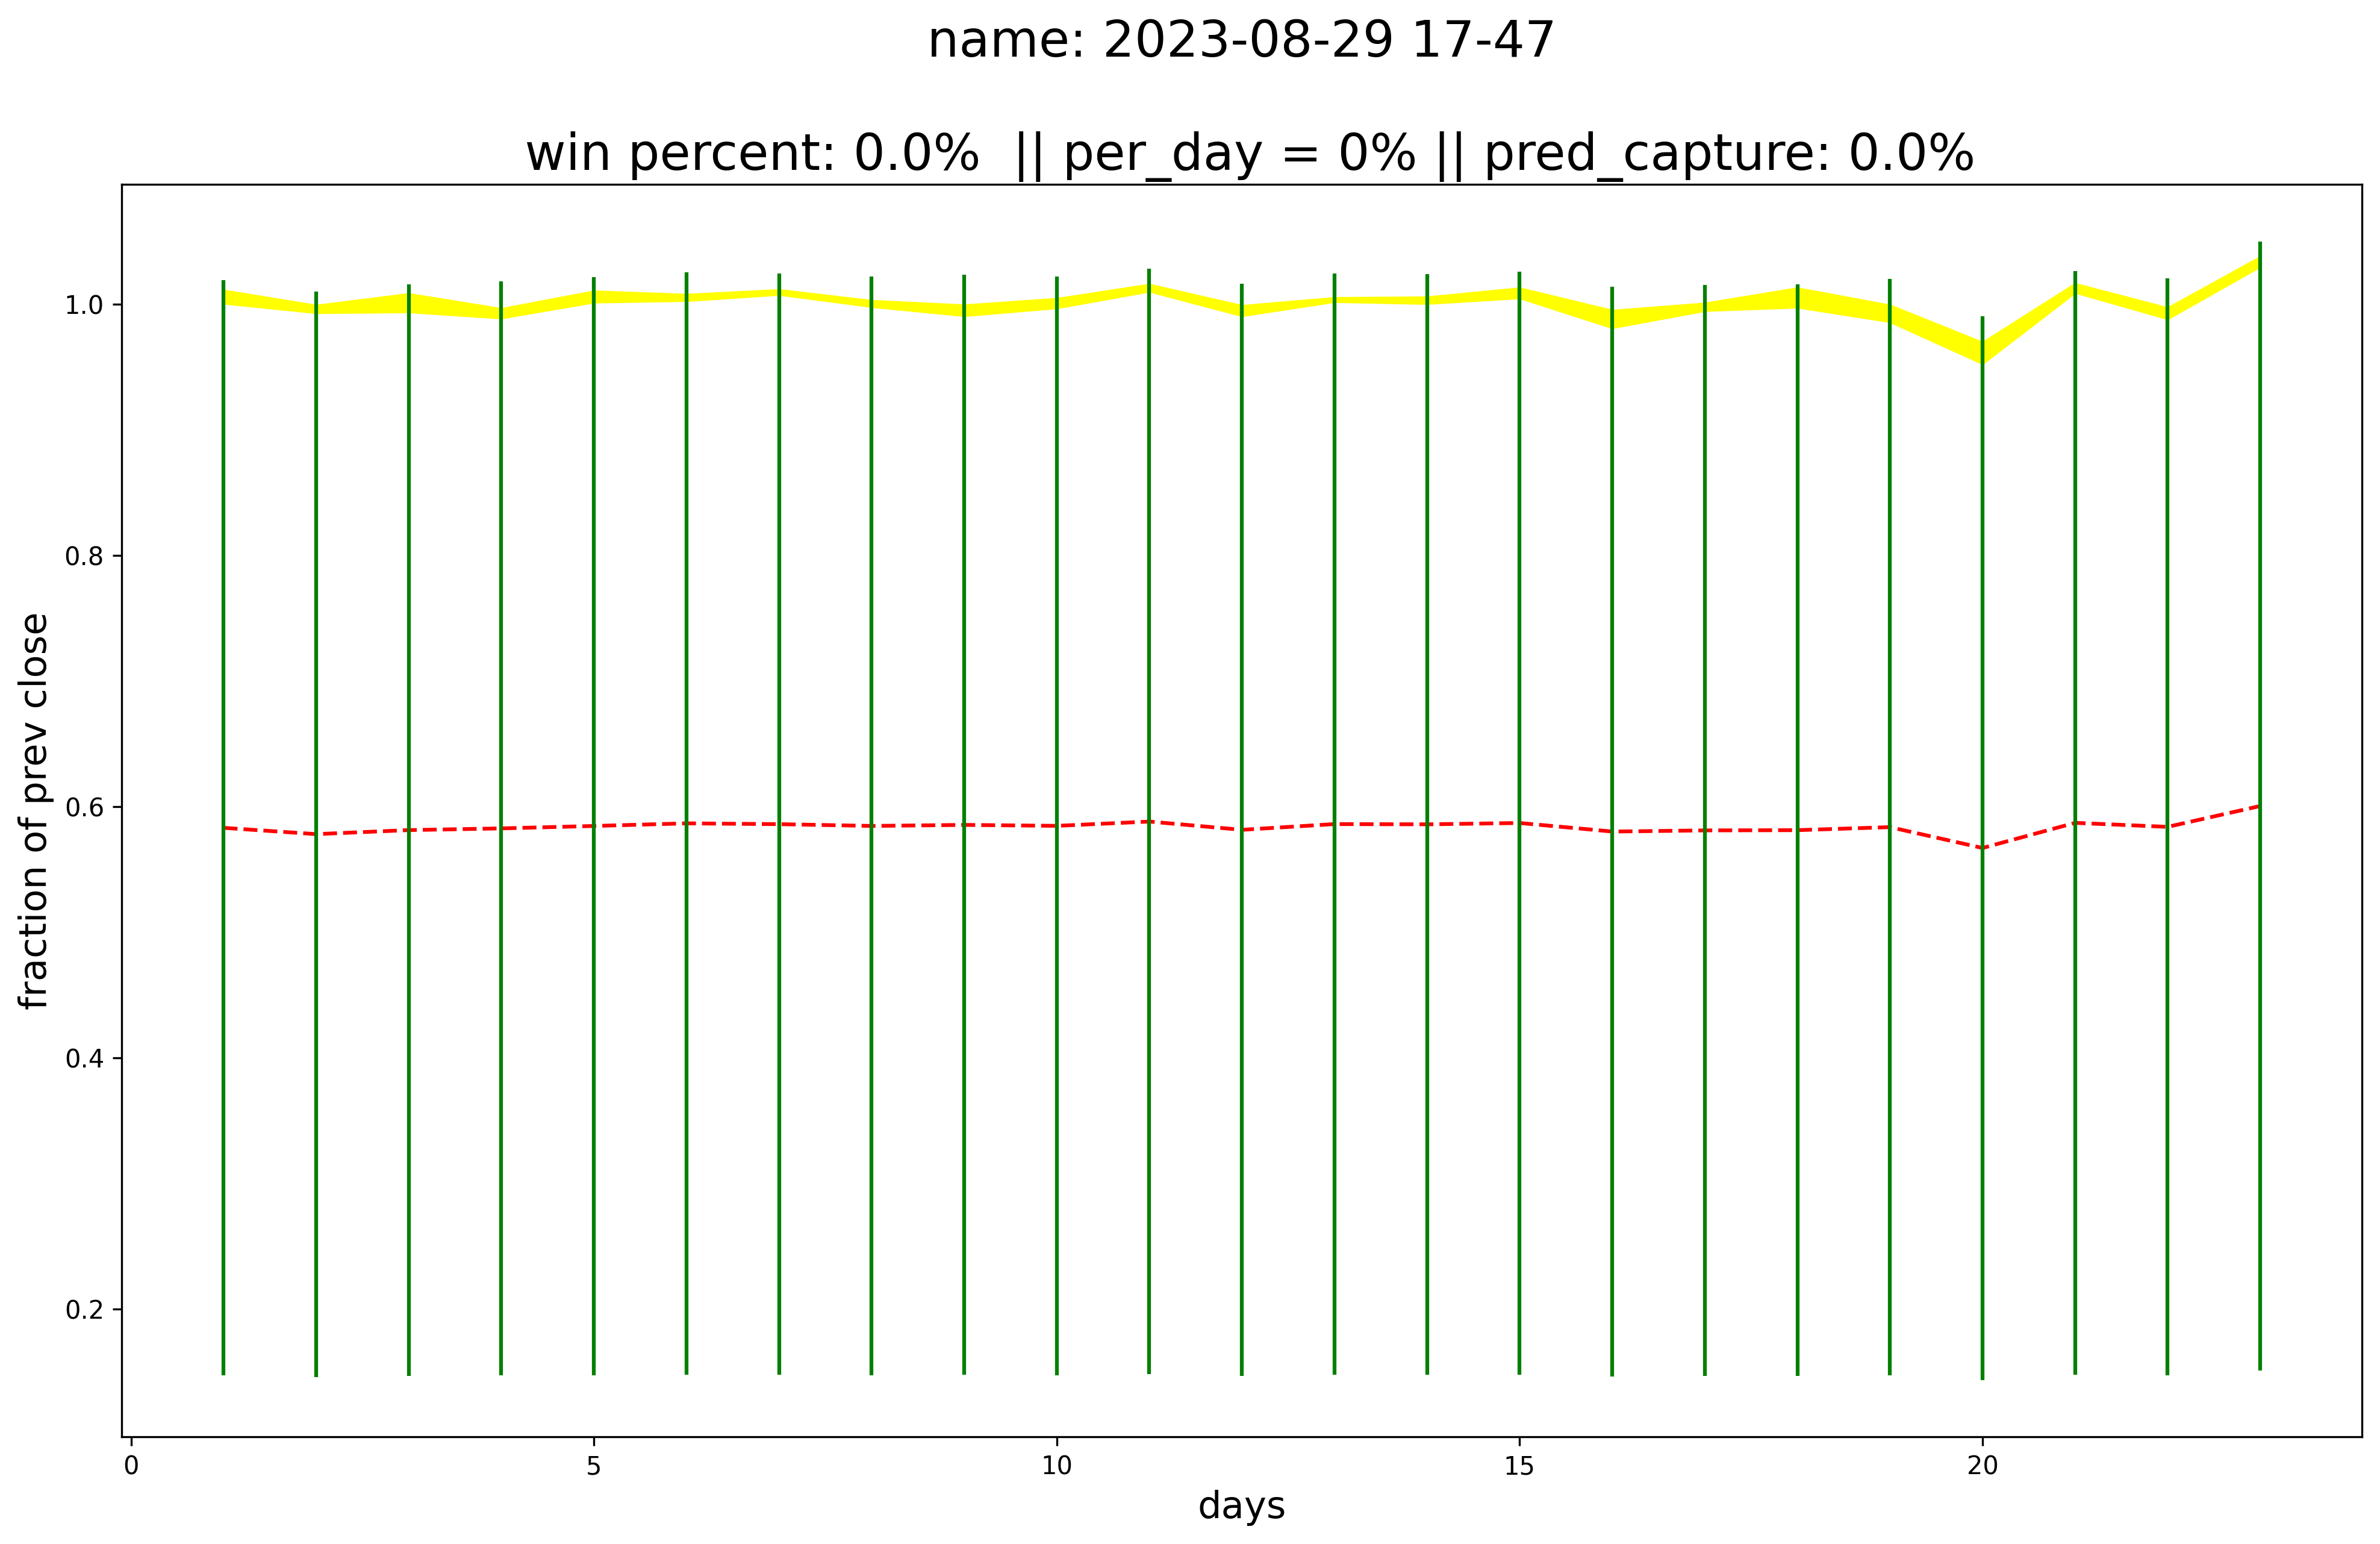 name: 2023-08-29 17-47
win percent: 0.0%  || per_day = 0% || pred_capture: 0.0%
fraction of prev close
1.0
0.8
0.6
0.4
0.2
0 5 10 15 20
days